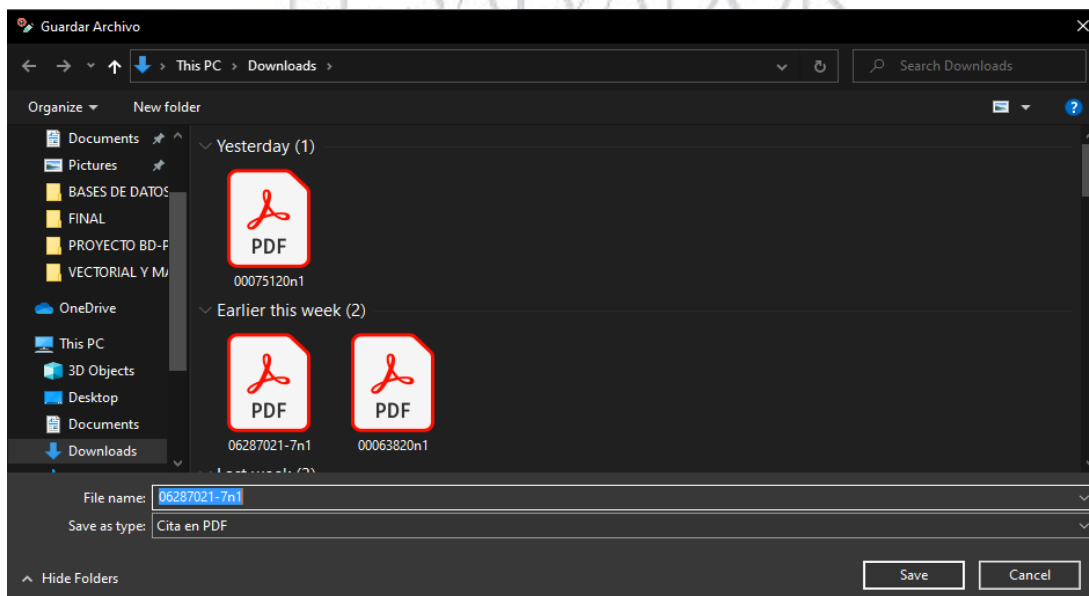 EL SALVADOR
Guardar Archivo
This PC > Downloads >
Search Downloads
Organize
New folder
Documents
Pictures
BASES DE DATOS
FINAL
PROYECTO BD-P
VECTORIAL Y MA
OneDrive
This PC
3D Objects
Desktop
Documents
Downloads
Yesterday (1)
PDF
00075120n1
Earlier this week (2)
PDF
PDF
06287021-7n1
00063820n1
File name: 06287021-7n1
Save as type: Cita en PDF
Hide Folders
Save
Cancel